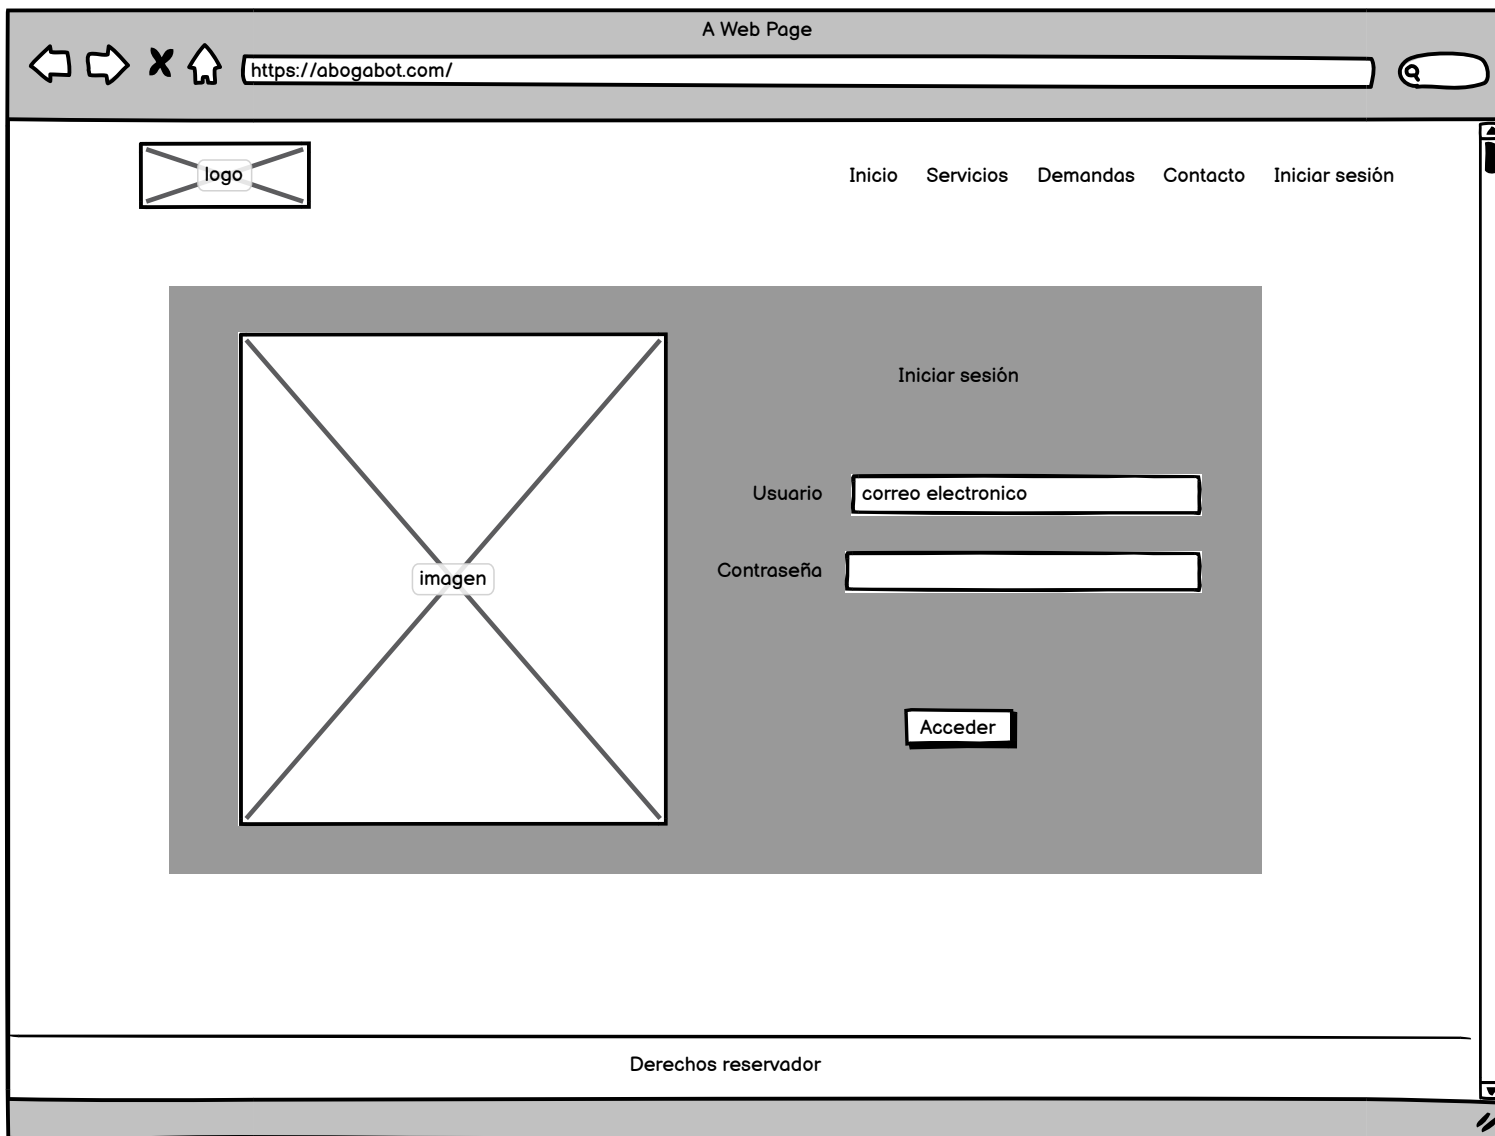 A Web Page
https://abogabot.com/
logo
Inicio Servicios Demandas Contacto Iniciar sesión
Iniciar sesión
Usuario correo electronico
imagen
Contraseña
Acceder
Derechos reservador